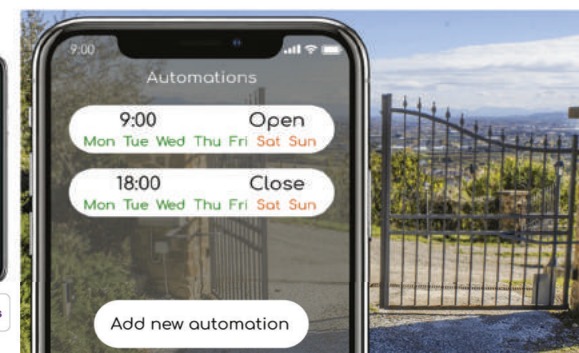 9:00
Automations
9:00 Open
Mon Tue Wed Thu Fri Sat Sun
18:00 Close
Mon Tue Wed Thu Fri Sat Sun
Add new automation